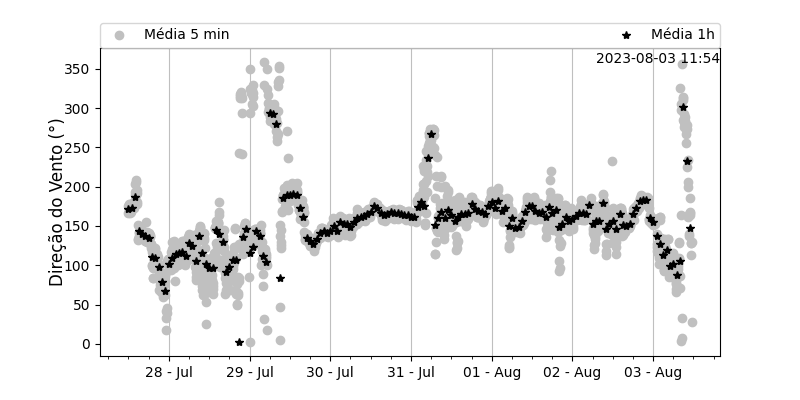 Média 5 min
Média 1h
2023-08-03 11:54
Direção do Vento (°)
350
300
250
200
150
100
50
0
28 - Jul
29 - Jul
30 - Jul
31 - Jul
01 - Aug
02 - Aug
03 - Aug